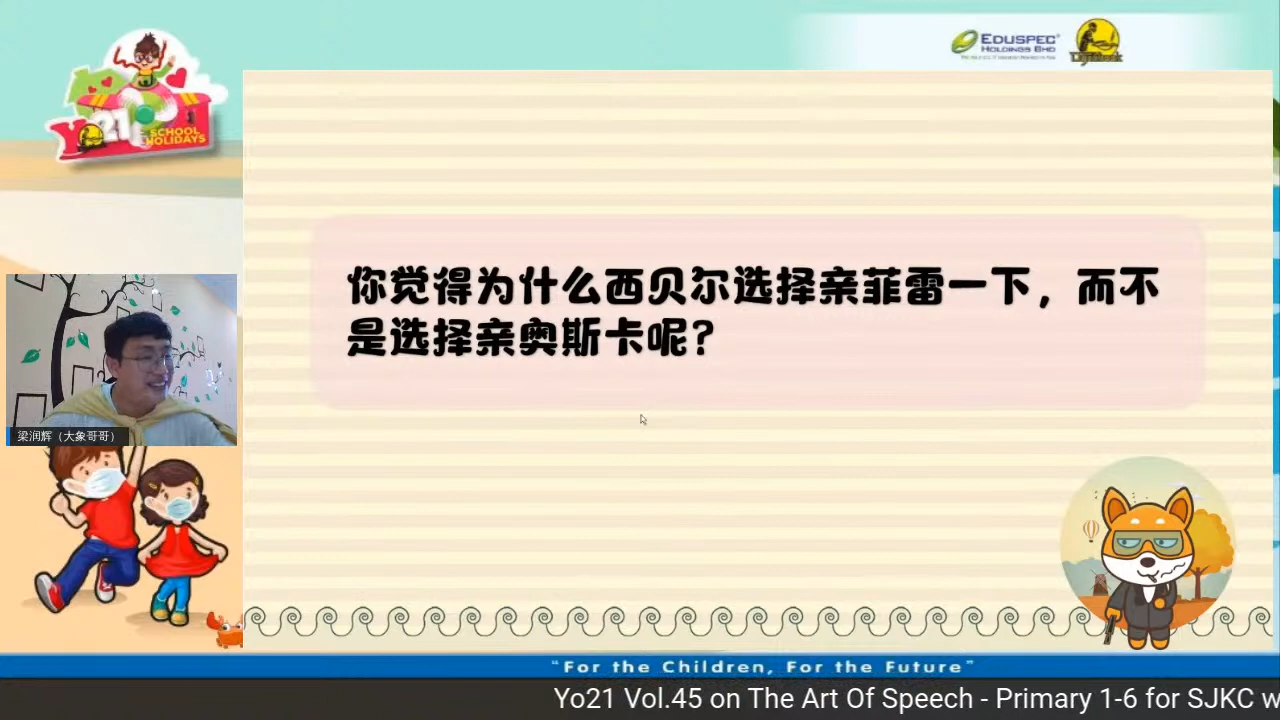 EDUSPEC
HOLDINGS BHD
Yo21
SCHOOL
HOLIDAYS
你觉得为什么西贝尔选择亲菲雷一下，而不
是选择亲奥斯卡呢？
梁润辉（大象哥哥）
“For the Children, For the Future”
Yo21 Vol.45 on The Art Of Speech - Primary 1-6 for SJKC w